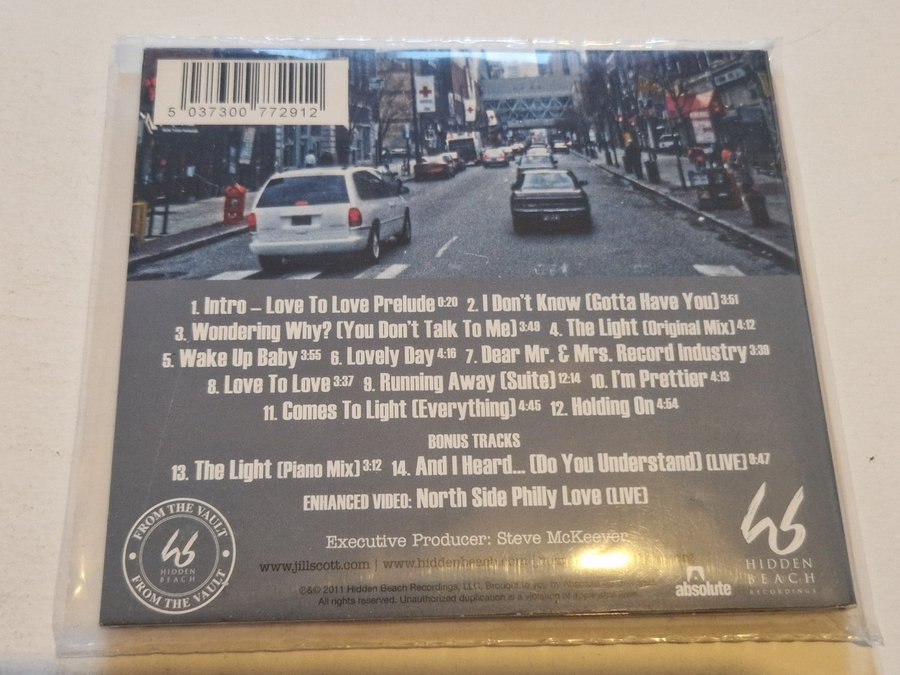 5 037300 772912
1. Intro – Love To Love Prelude 0:20 2. I Don't Know (Gotta Have You) 3:51
3. Wondering Why? (You Don't Talk To Me) 3:49 4. The Light (Original Mix) 4:12
5. Wake Up Baby 3:55 6. Lovely Day 4:16 7. Dear Mr. & Mrs. Record Industry 3:39
8. Love To Love 3:37 9. Running Away (Suite) 12:14 10. I'm Prettier 4:13
11. Comes To Light (Everything) 4:45 12. Holding On 4:54
BONUS TRACKS
13. The Light (Piano Mix) 3:12 14. And I Heard... (Do You Understand) (LIVE) 9:47
ENHANCED VIDEO: North Side Philly Love (LIVE)
Executive Producer: Steve McKeever
www.jillscott.com | www.hiddenbeach.com |
℗&© 2011 Hidden Beach Recordings, LLC. Brought to you by
All rights reserved. Unauthorized duplication is a violation of applicable laws.
FROM THE VAULT
HIDDEN
BEACH
FROM THE VAULT
absolute
HIDDEN
BEACH
RECORDINGS